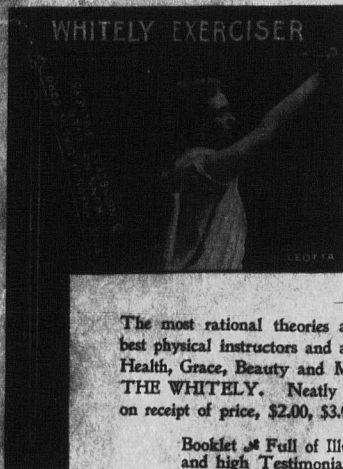 WHITELY EXERCISER
LEOTTA
The most rational theories a
best physical instructors and a
Health, Grace, Beauty and M
THE WHITELY. Neatly
on receipt of price, $2.00, $3.
Booklet Full of Ill
and high Testimonia